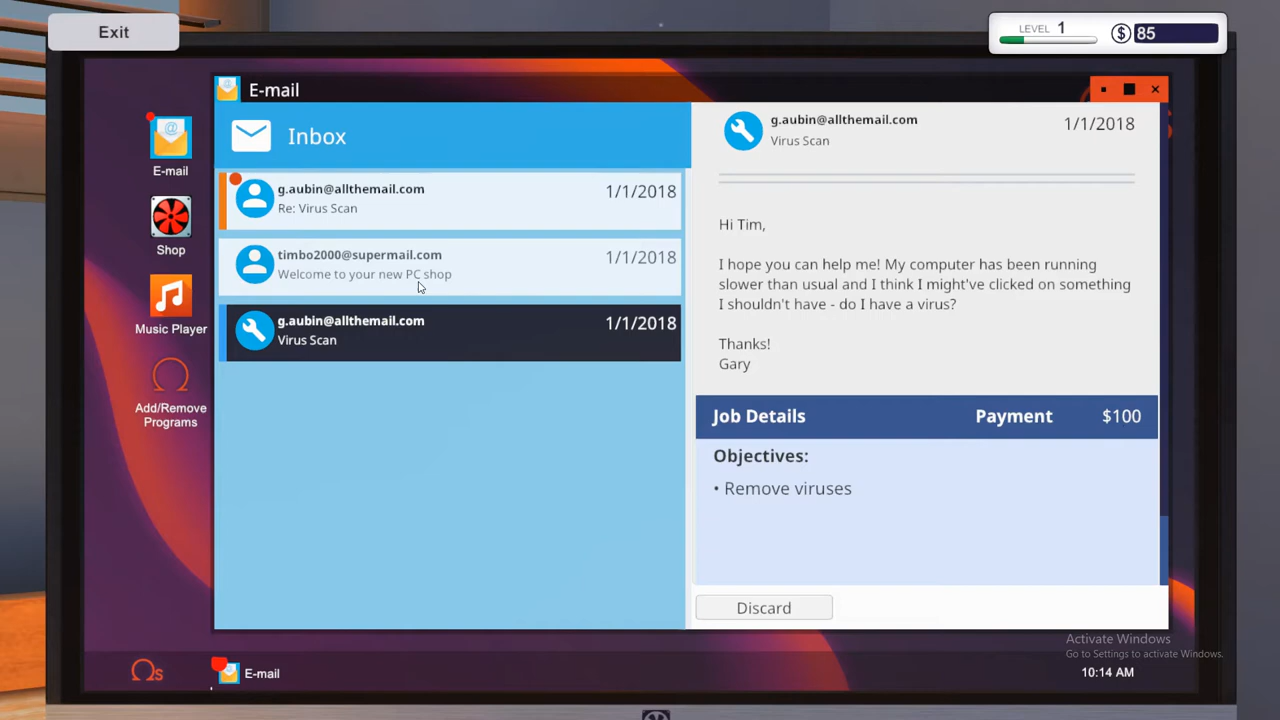 Exit
LEVEL 1
$ 85
E-mail
Shop
Music Player
Add/Remove
Programs
E-mail
Inbox
g.aubin@allthemail.com 1/1/2018
Re: Virus Scan
timbo2000@supermail.com 1/1/2018
Welcome to your new PC shop
g.aubin@allthemail.com 1/1/2018
Virus Scan
g.aubin@allthemail.com 1/1/2018
Virus Scan
Hi Tim,
I hope you can help me! My computer has been running
slower than usual and I think I might've clicked on something
I shouldn't have - do I have a virus?
Thanks!
Gary
Job Details Payment $100
Objectives:
• Remove viruses
Discard
Activate Windows
Go to Settings to activate Windows.
Ωs E-mail 10:14 AM